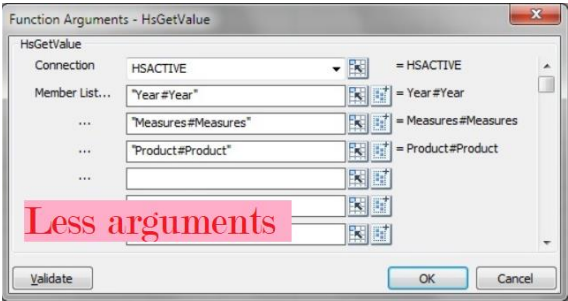 Function Arguments - HsGetValue
HsGetValue
Connection HSACTIVE = HSACTIVE
Member List... "Year#Year" = Year#Year
... "Measures#Measures" = Measures#Measures
... "Product#Product" = Product#Product
...
Less arguments
Validate OK Cancel